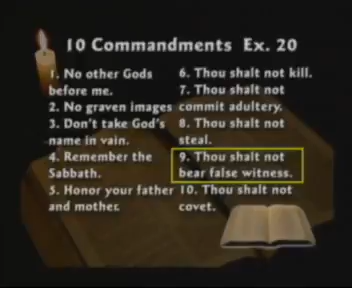 10 Commandments Ex. 20
1. No other Gods
before me.
2. No graven images
3. Don't take God's
name in vain.
4. Remember the
Sabbath.
5. Honor your father
and mother.
6. Thou shalt not kill.
7. Thou shalt not
commit adultery.
8. Thou shalt not
steal.
9. Thou shalt not
bear false witness.
10. Thou shalt not
covet.